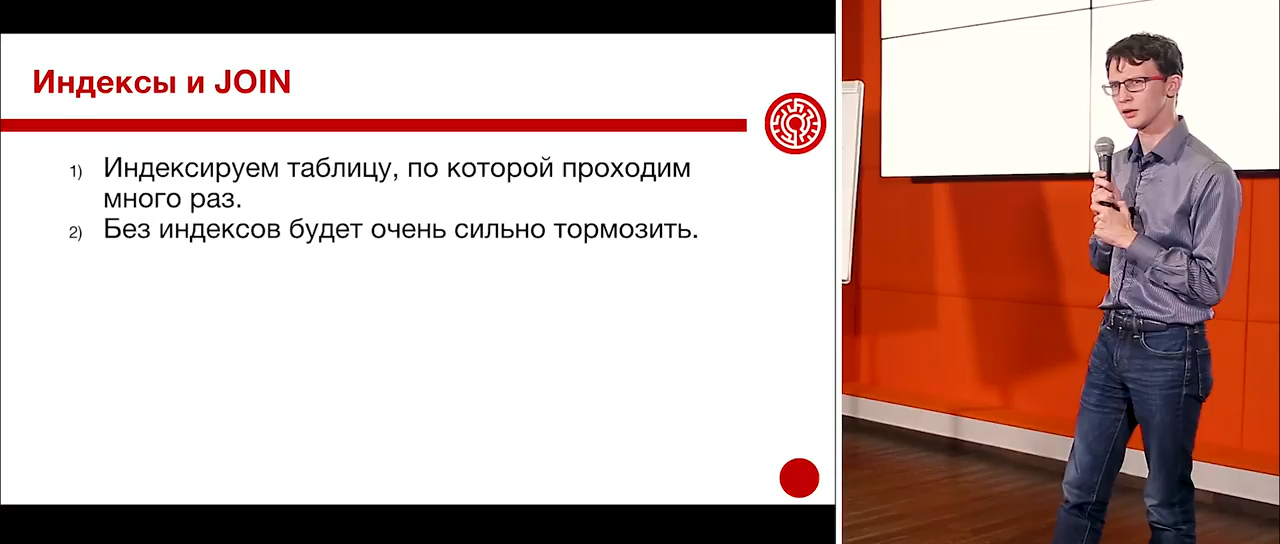 Индексы и JOIN
1) Индексируем таблицу, по которой проходим
много раз.
2) Без индексов будет очень сильно тормозить.